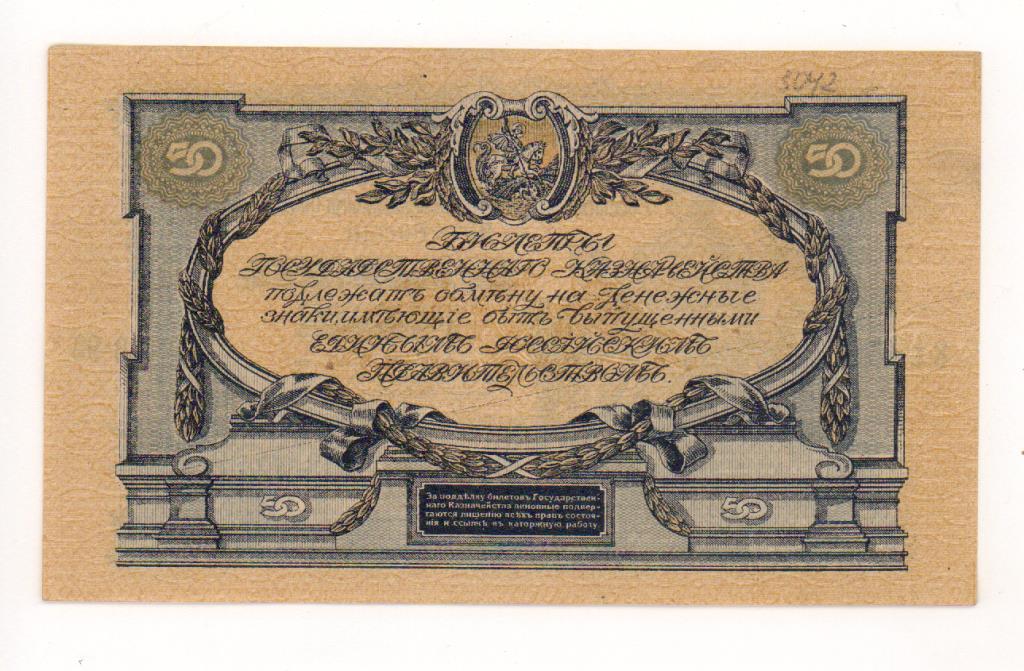 3042
50 50
БИЛЕТЫ
ГОСУДАРСТВЕННАГО КАЗНАЧЕЙСТВА
подлежатъ обмѣну на денежные
знаки, имѣющіе быть выпущенными
ЕДИНЫМЪ РОССІЙСКИМЪ
ПРАВИТЕЛЬСТВОМЪ.
50 50
За поддѣлку билетовъ Государствен-
наго Казначейства виновные подвер-
гаются лишенію всѣхъ правъ состоя-
нія и ссылкѣ въ каторжную работу.